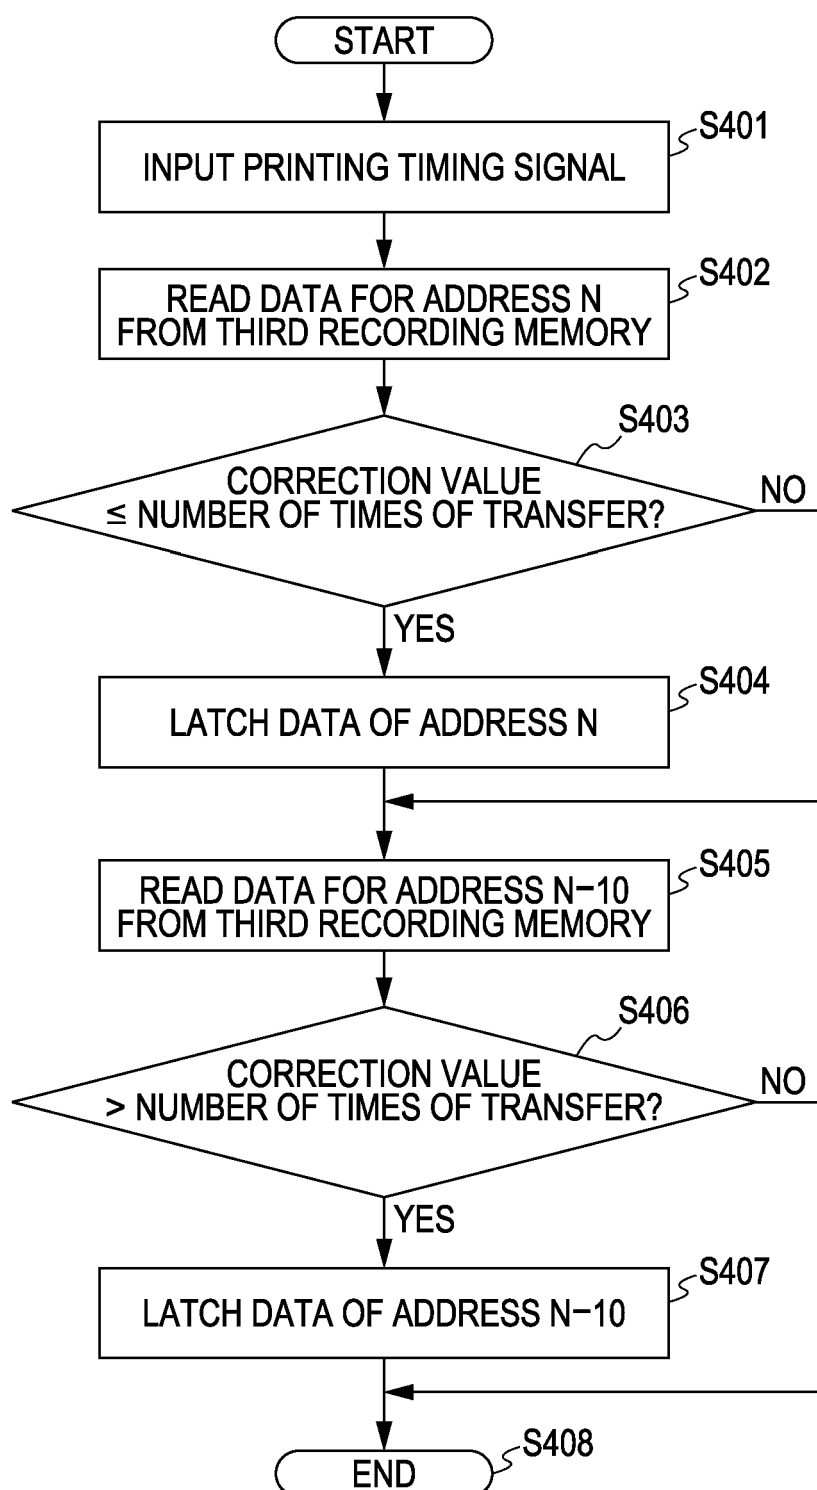 START
S401
INPUT PRINTING TIMING SIGNAL
S402
READ DATA FOR ADDRESS N
FROM THIRD RECORDING MEMORY
S403
CORRECTION VALUE
≤ NUMBER OF TIMES OF TRANSFER?
NO
YES
S404
LATCH DATA OF ADDRESS N
S405
READ DATA FOR ADDRESS N−10
FROM THIRD RECORDING MEMORY
S406
CORRECTION VALUE
> NUMBER OF TIMES OF TRANSFER?
NO
YES
S407
LATCH DATA OF ADDRESS N−10
S408
END